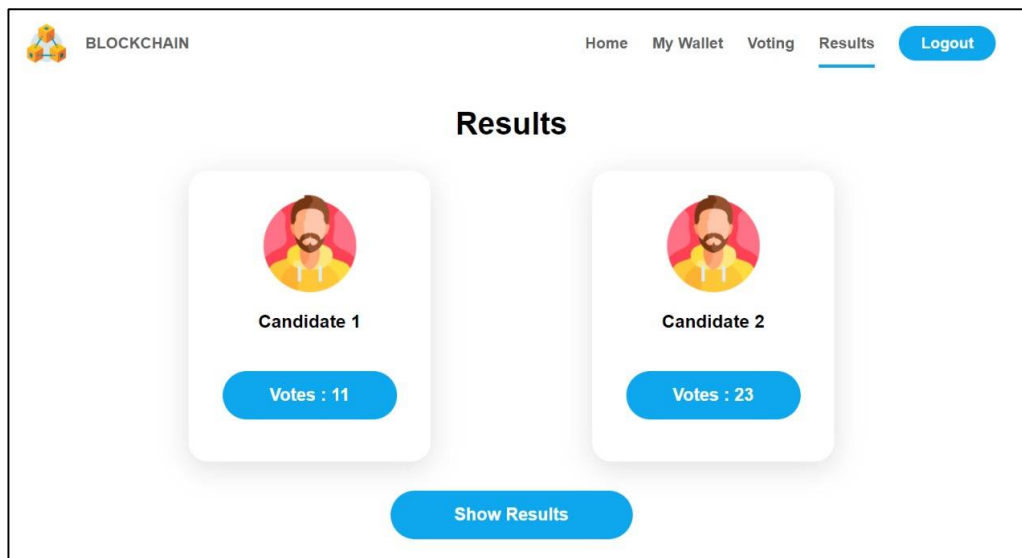 BLOCKCHAIN
Home My Wallet Voting Results Logout
Results
Candidate 1 Candidate 2
Votes : 11 Votes : 23
Show Results